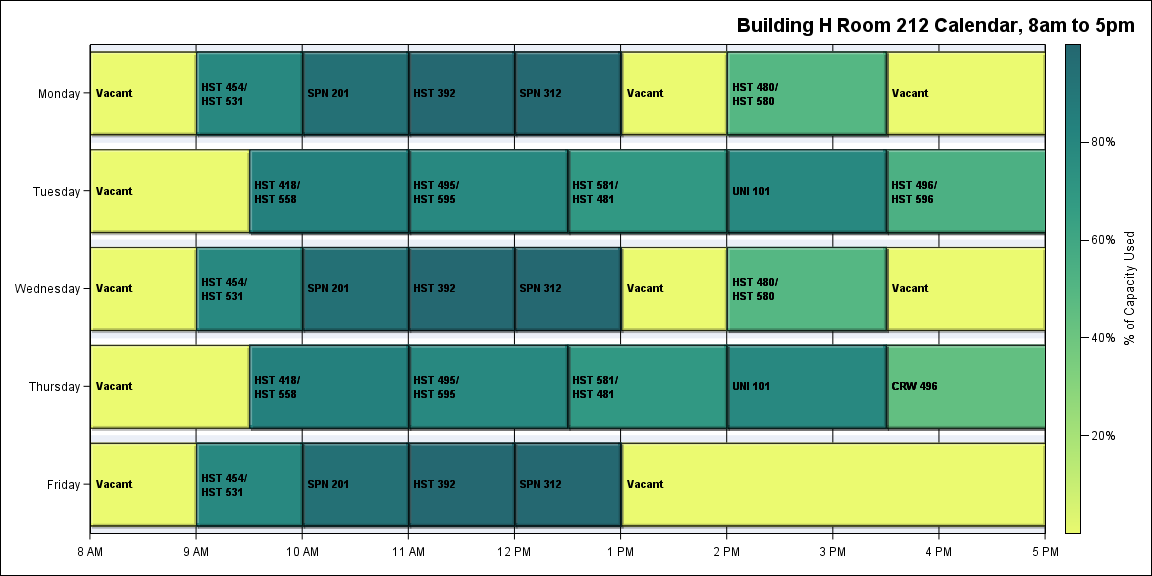 Building H Room 212 Calendar, 8am to 5pm
Monday
Vacant
HST 454/
HST 531
SPN 201
HST 392
SPN 312
Vacant
HST 480/
HST 580
Vacant
Tuesday
Vacant
HST 418/
HST 558
HST 495/
HST 595
HST 581/
HST 481
UNI 101
HST 496/
HST 596
Wednesday
Vacant
HST 454/
HST 531
SPN 201
HST 392
SPN 312
Vacant
HST 480/
HST 580
Vacant
Thursday
Vacant
HST 418/
HST 558
HST 495/
HST 595
HST 581/
HST 481
UNI 101
CRW 496
Friday
Vacant
HST 454/
HST 531
SPN 201
HST 392
SPN 312
Vacant
8 AM
9 AM
10 AM
11 AM
12 PM
1 PM
2 PM
3 PM
4 PM
5 PM
80%
60%
40%
20%
% of Capacity Used